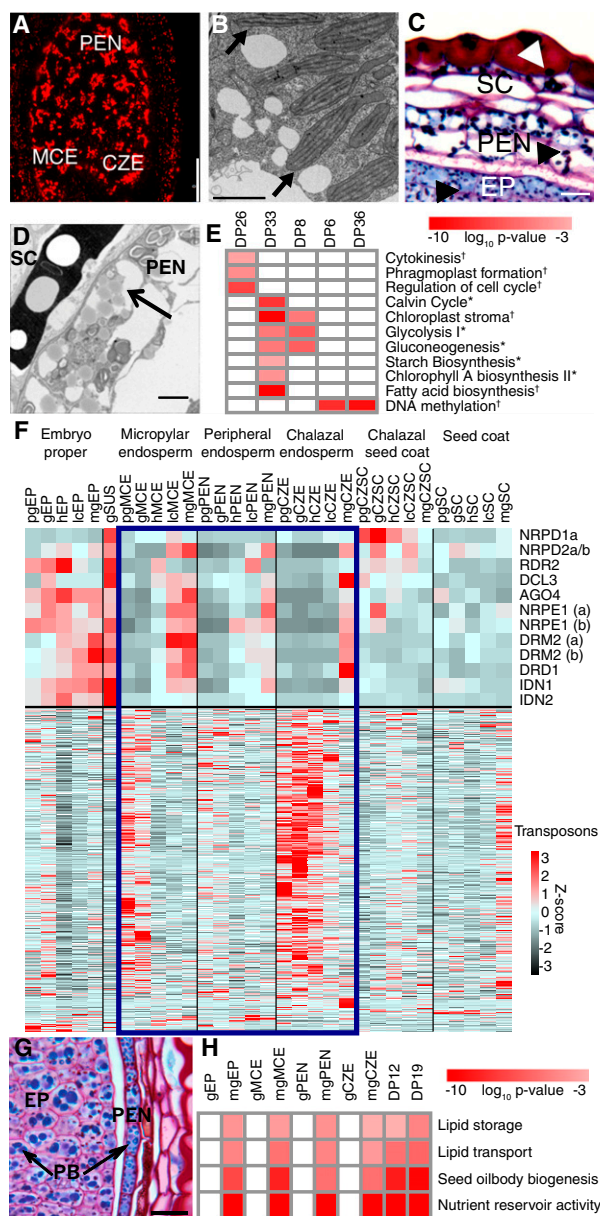 A
PEN
MCE
CZE
B
C
SC
PEN
EP
D
SC
PEN
E
DP26
DP33
DP8
DP6
DP36
-10 log10 p-value -3
Cytokinesis†
Phragmoplast formation†
Regulation of cell cycle†
Calvin Cycle*
Chloroplast stroma†
Glycolysis I*
Gluconeogenesis*
Starch Biosynthesis*
Chlorophyll A biosynthesis II*
Fatty acid biosynthesis†
DNA methylation†
F
Embryo proper
Micropylar endosperm
Peripheral endosperm
Chalazal endosperm
Chalazal seed coat
Seed coat
pgEP
gEP
hEP
lcEP
mgEP
gSUS
pgMCE
gMCE
hMCE
lcMCE
mgMCE
pgPEN
gPEN
hPEN
lcPEN
mgPEN
pgCZE
gCZE
hCZE
lcCZE
mgCZE
pgCZSC
gCZSC
hCZSC
lcCZSC
mgCZSC
pgSC
gSC
hSC
lcSC
mgSC
NRPD1a
NRPD2a/b
RDR2
DCL3
AGO4
NRPE1 (a)
NRPE1 (b)
DRM2 (a)
DRM2 (b)
DRD1
IDN1
IDN2
Transposons
3
2
1
0
-1
-2
-3
Z-score
G
EP
PEN
PB
H
gEP
mgEP
gMCE
mgMCE
gPEN
mgPEN
gCZE
mgCZE
DP12
DP19
-10 log10 p-value -3
Lipid storage
Lipid transport
Seed oilbody biogenesis
Nutrient reservoir activity